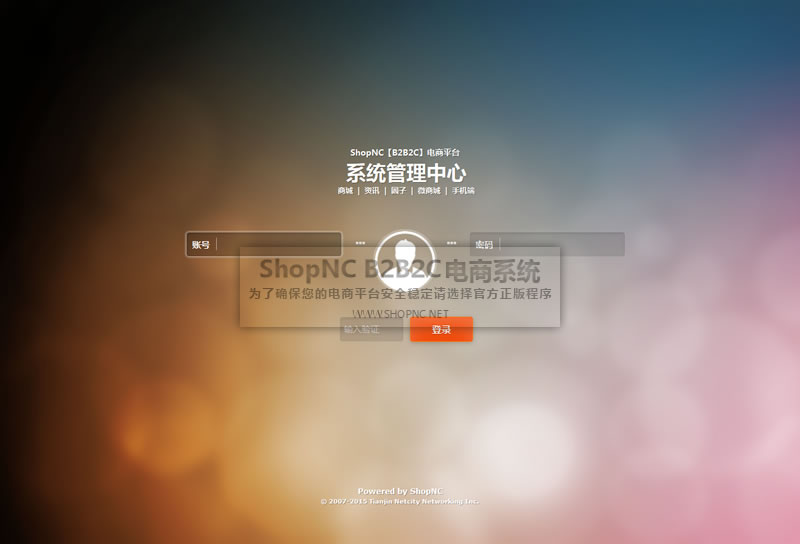 ShopNC【B2B2C】电商平台
系统管理中心
商城 | 资讯 | 圈子 | 微商城 | 手机端
账号
密码
ShopNC B2B2C电商系统
为了确保您的电商平台安全稳定请选择官方正版程序
WWW.SHOPNC.NET
输入验证
登录
Powered by ShopNC
© 2007-2015 Tianjin Netcity Networking Inc.